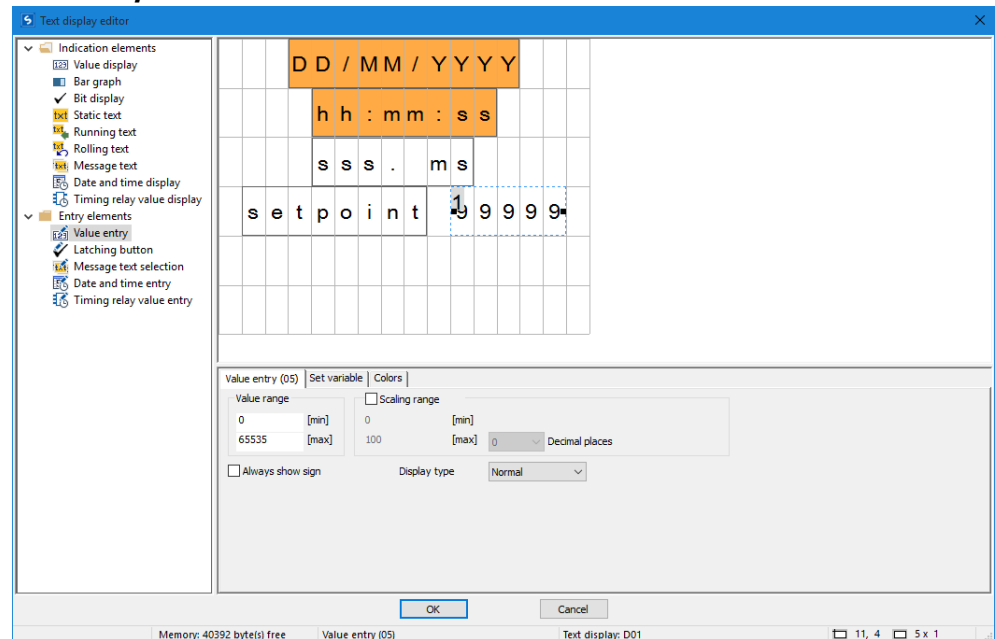 Text display editor
Indication elements
Value display
Bar graph
Bit display
Static text
Running text
Rolling text
Message text
Date and time display
Timing relay value display
Entry elements
Value entry
Latching button
Message text selection
Date and time entry
Timing relay value entry
DD/MM/YYYY
hh:mm:ss
sss. ms
setpoint 99999
1
Value entry (05) Set variable Colors
Value range Scaling range
0 [min] 0 [min]
65535 [max] 100 [max] 0 Decimal places
Always show sign Display type Normal
OK Cancel
Memory: 40392 byte(s) free Value entry (05) Text display: D01 11, 4 5 x 1